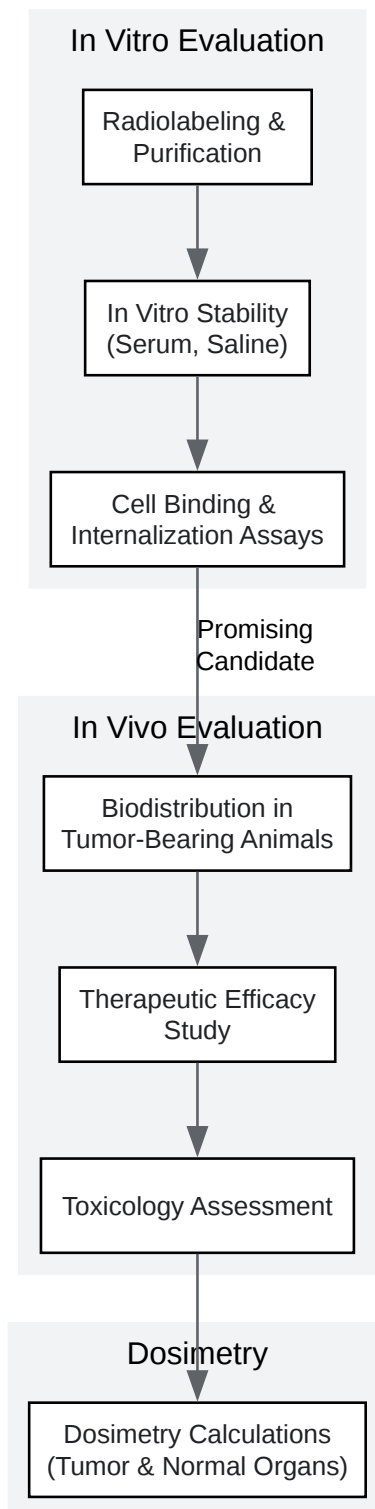 In Vitro Evaluation
Radiolabeling &
Purification
In Vitro Stability
(Serum, Saline)
Cell Binding &
Internalization Assays
Promising
Candidate
In Vivo Evaluation
Biodistribution in
Tumor-Bearing Animals
Therapeutic Efficacy
Study
Toxicology Assessment
Dosimetry
Dosimetry Calculations
(Tumor & Normal Organs)